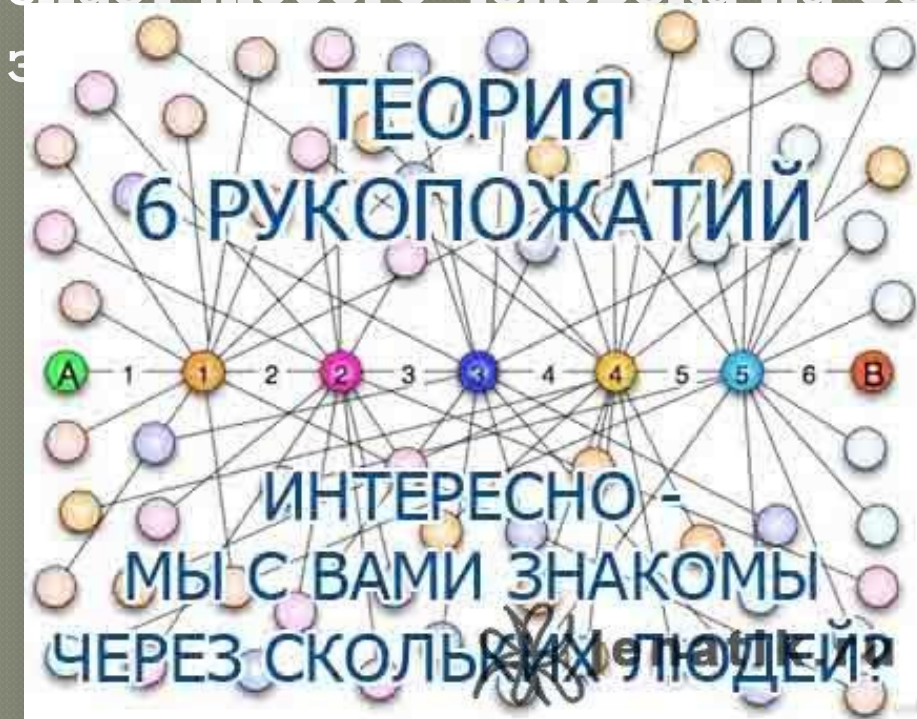 ТЕОРИЯ
6 РУКОПОЖАТИЙ
A 1 1 2 2 3 3 4 4 5 5 6 B
ИНТЕРЕСНО -
МЫ С ВАМИ ЗНАКОМЫ
ЧЕРЕЗ СКОЛЬКИХ ЛЮДЕЙ?